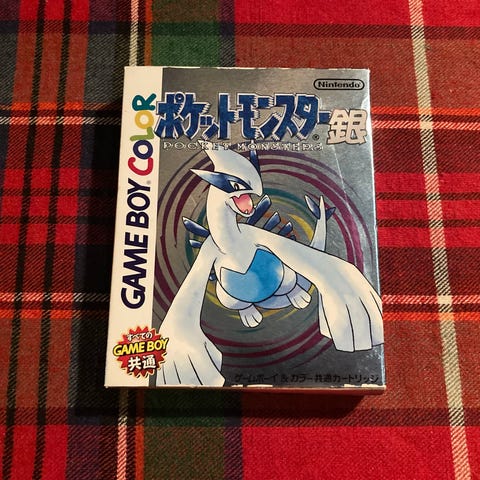 Nintendo
ポケットモンスター銀
POCKET MONSTERS
GAME BOY COLOR
すべての
GAME BOY
共通
ゲームボーイ&カラー共通カートリッジ